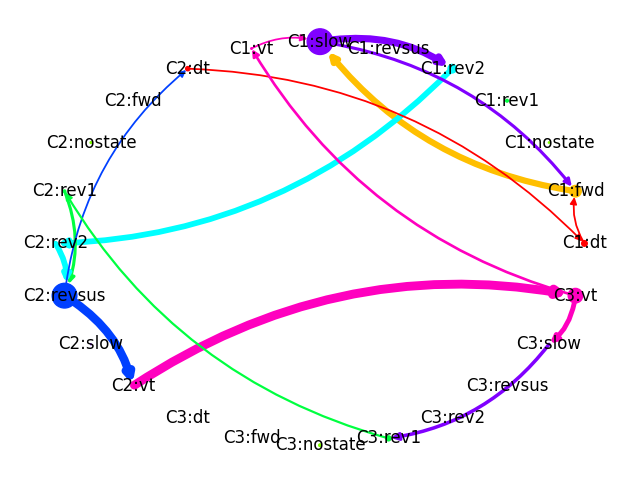 C1:slow
C1:vt
C1:revsus
C2:dt
C1:rev2
C2:fwd
C1:rev1
C2:nostate
C1:nostate
C2:rev1
C1:fwd
C2:rev2
C1:dt
C2:revsus
C3:vt
C2:slow
C3:slow
C2:vt
C3:revsus
C3:dt
C3:rev2
C3:fwd
C3:rev1
C3:nostate